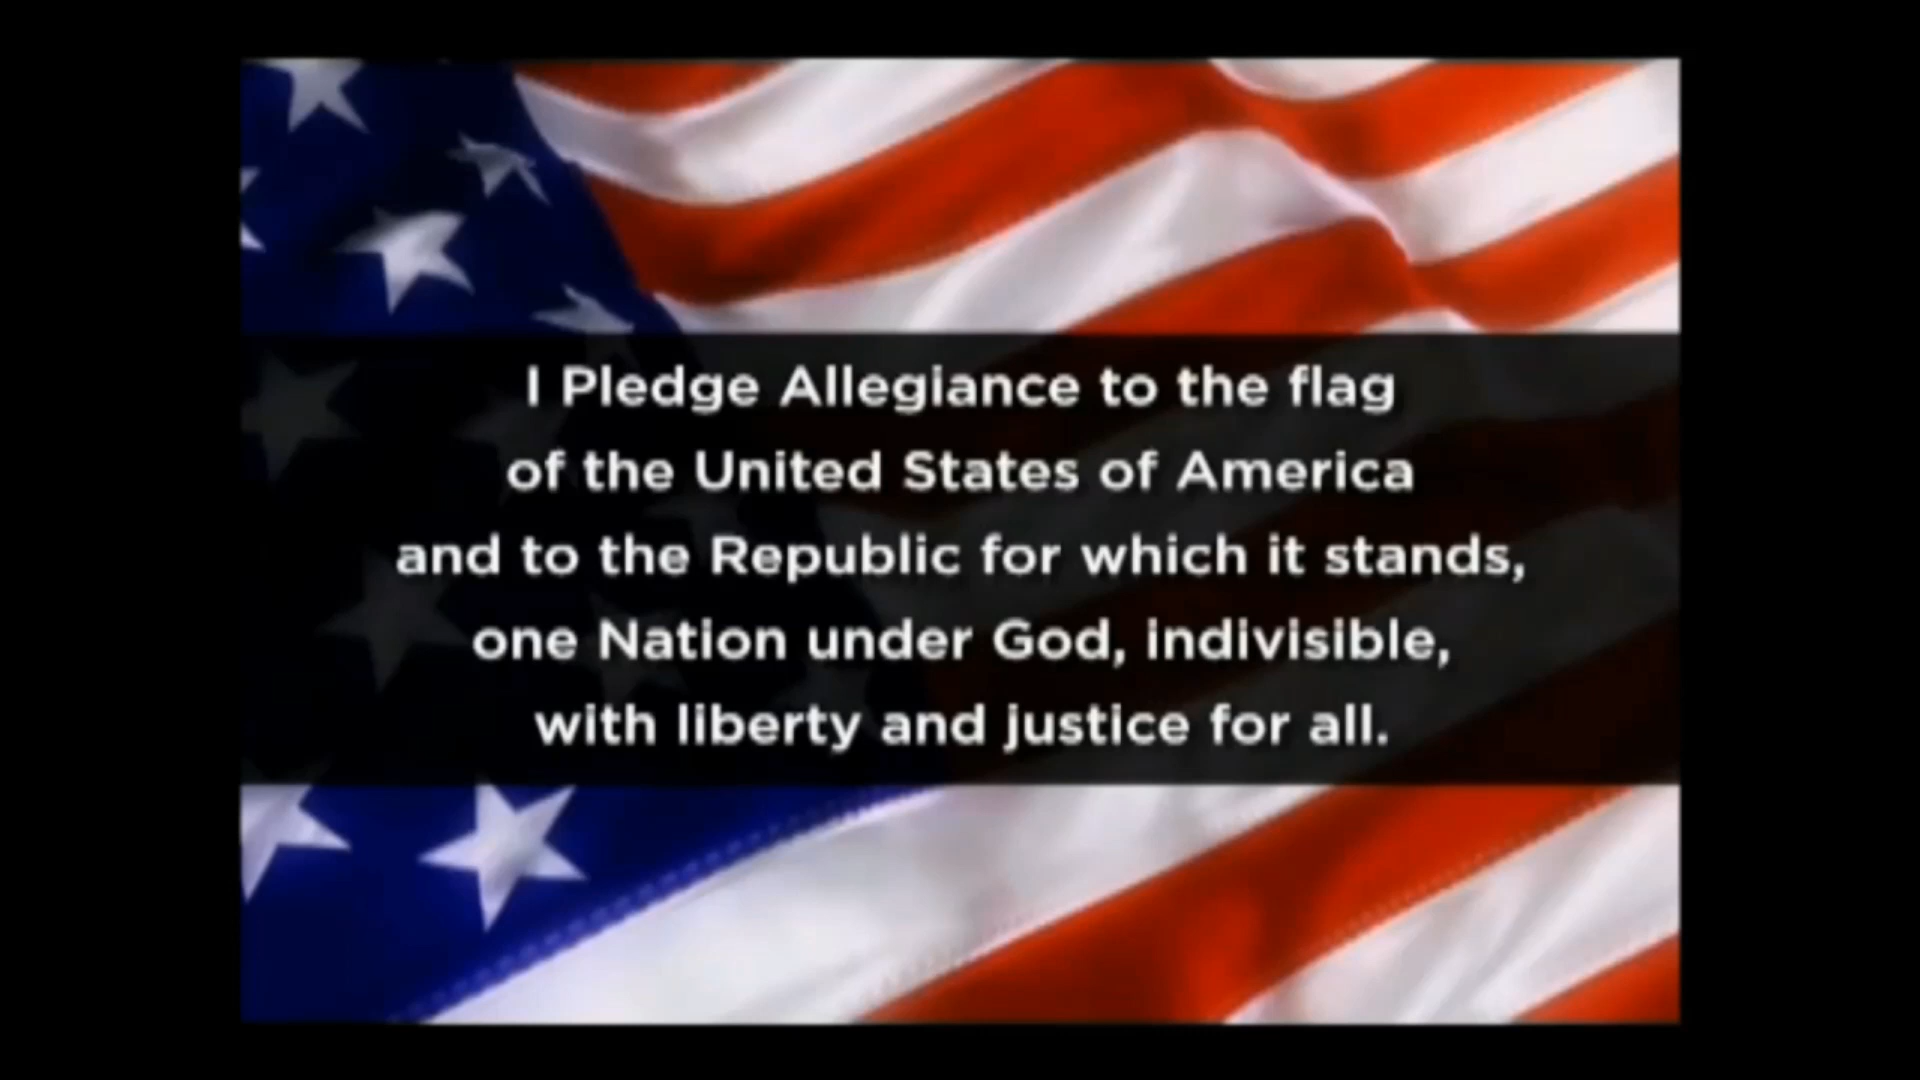 I Pledge Allegiance to the flag
of the United States of America
and to the Republic for which it stands,
one Nation under God, indivisible,
with liberty and justice for all.